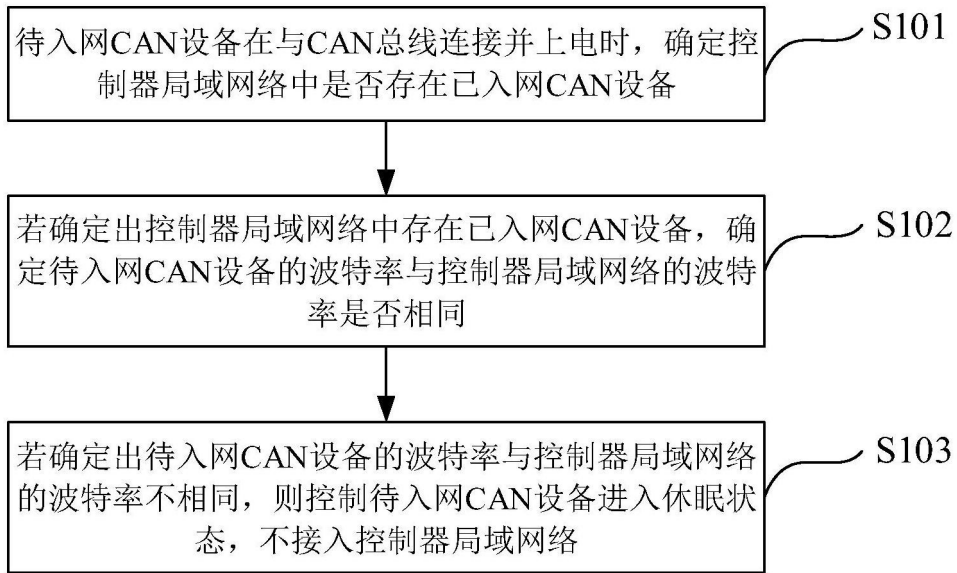 待入网CAN设备在与CAN总线连接并上电时，确定控
制器局域网络中是否存在已入网CAN设备
S101
若确定出控制器局域网络中存在已入网CAN设备，确
定待入网CAN设备的波特率与控制器局域网络的波特
率是否相同
S102
若确定出待入网CAN设备的波特率与控制器局域网络
的波特率不相同，则控制待入网CAN设备进入休眠状
态，不接入控制器局域网络
S103